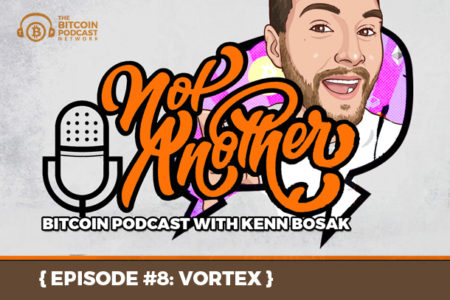 THE
BITCOIN
PODCAST
NETWORK
Not
Another
BITCOIN PODCAST WITH KENN BOSAK
{ EPISODE #8: VORTEX }